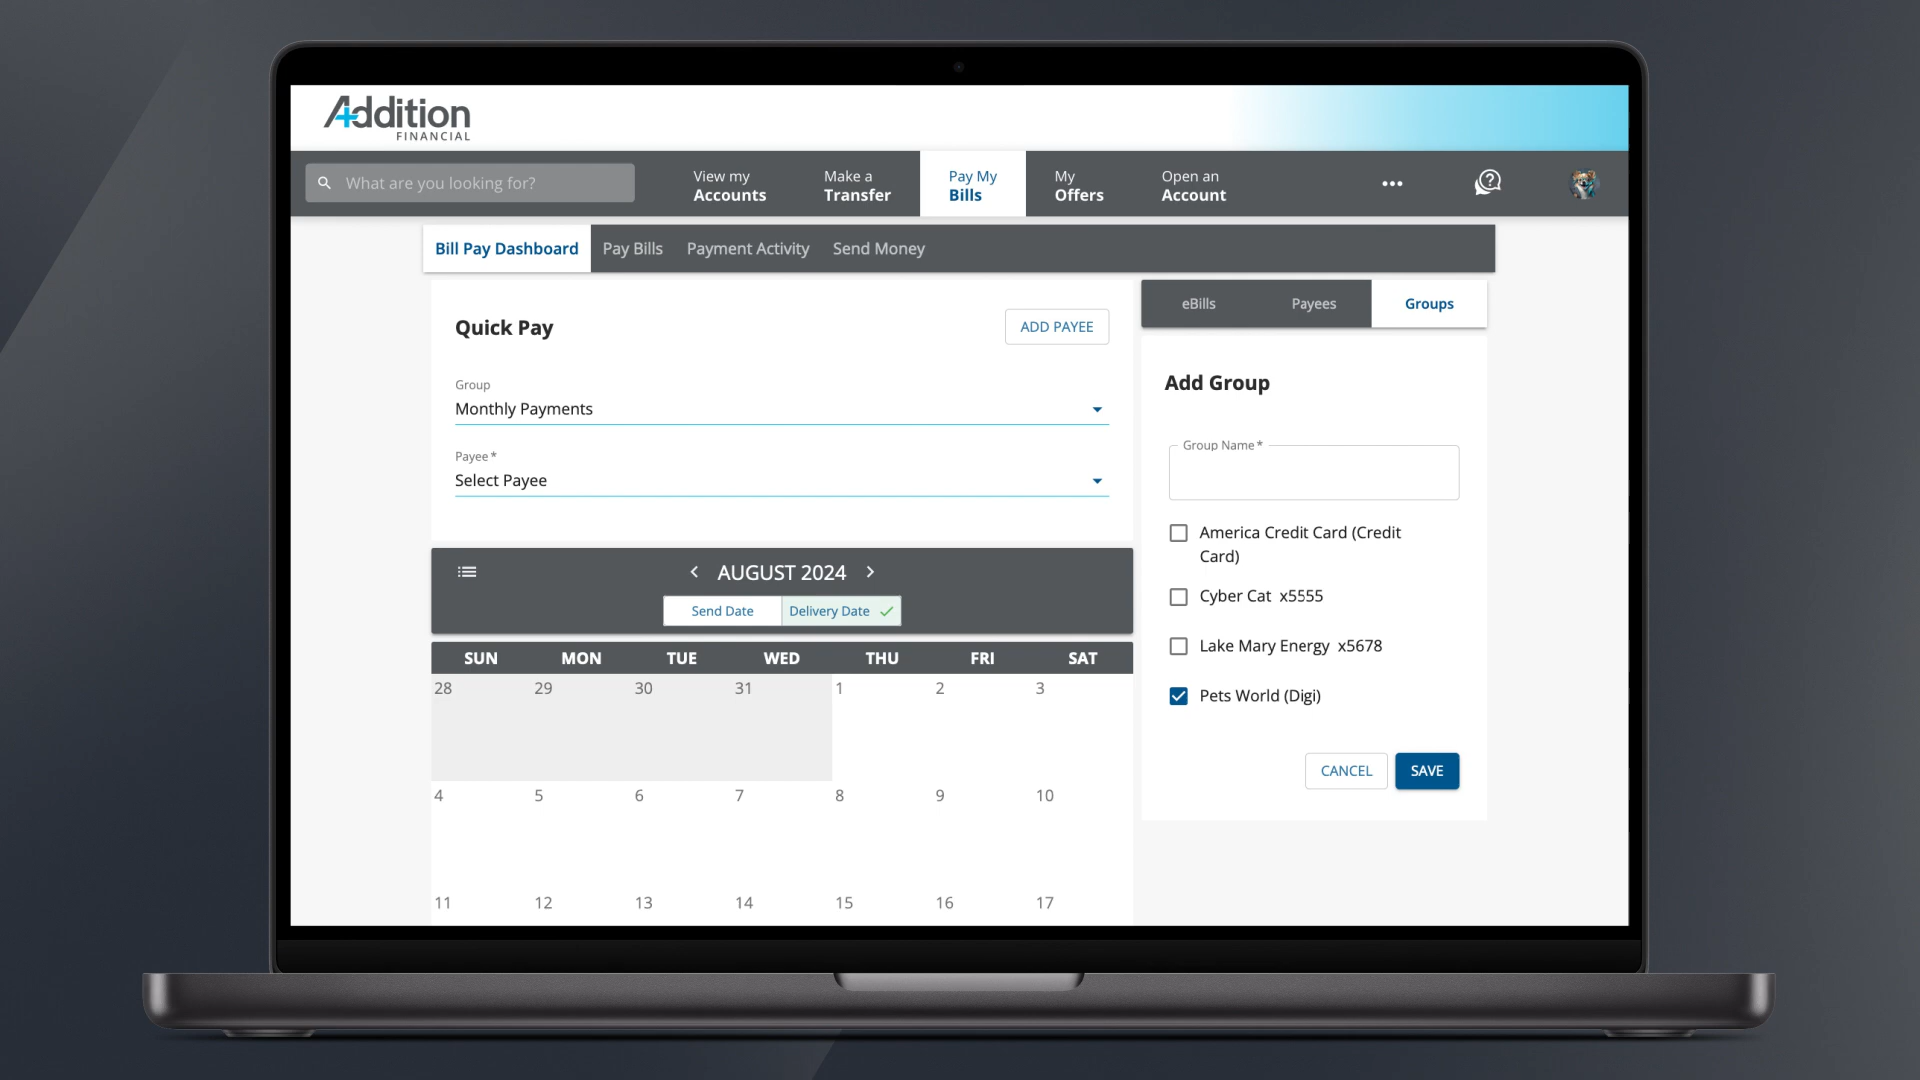 Addition
FINANCIAL
What are you looking for?
View my
Accounts
Make a
Transfer
Pay My
Bills
My
Offers
Open an
Account
Bill Pay Dashboard
Pay Bills
Payment Activity
Send Money
Quick Pay
ADD PAYEE
Group
Monthly Payments
Payee *
Select Payee
AUGUST 2024
Send Date
Delivery Date
SUN MON TUE WED THU FRI SAT
28 29 30 31 1 2 3
4 5 6 7 8 9 10
11 12 13 14 15 16 17
eBills
Payees
Groups
Add Group
Group Name *
America Credit Card (Credit
Card)
Cyber Cat x5555
Lake Mary Energy x5678
Pets World (Digi)
CANCEL
SAVE